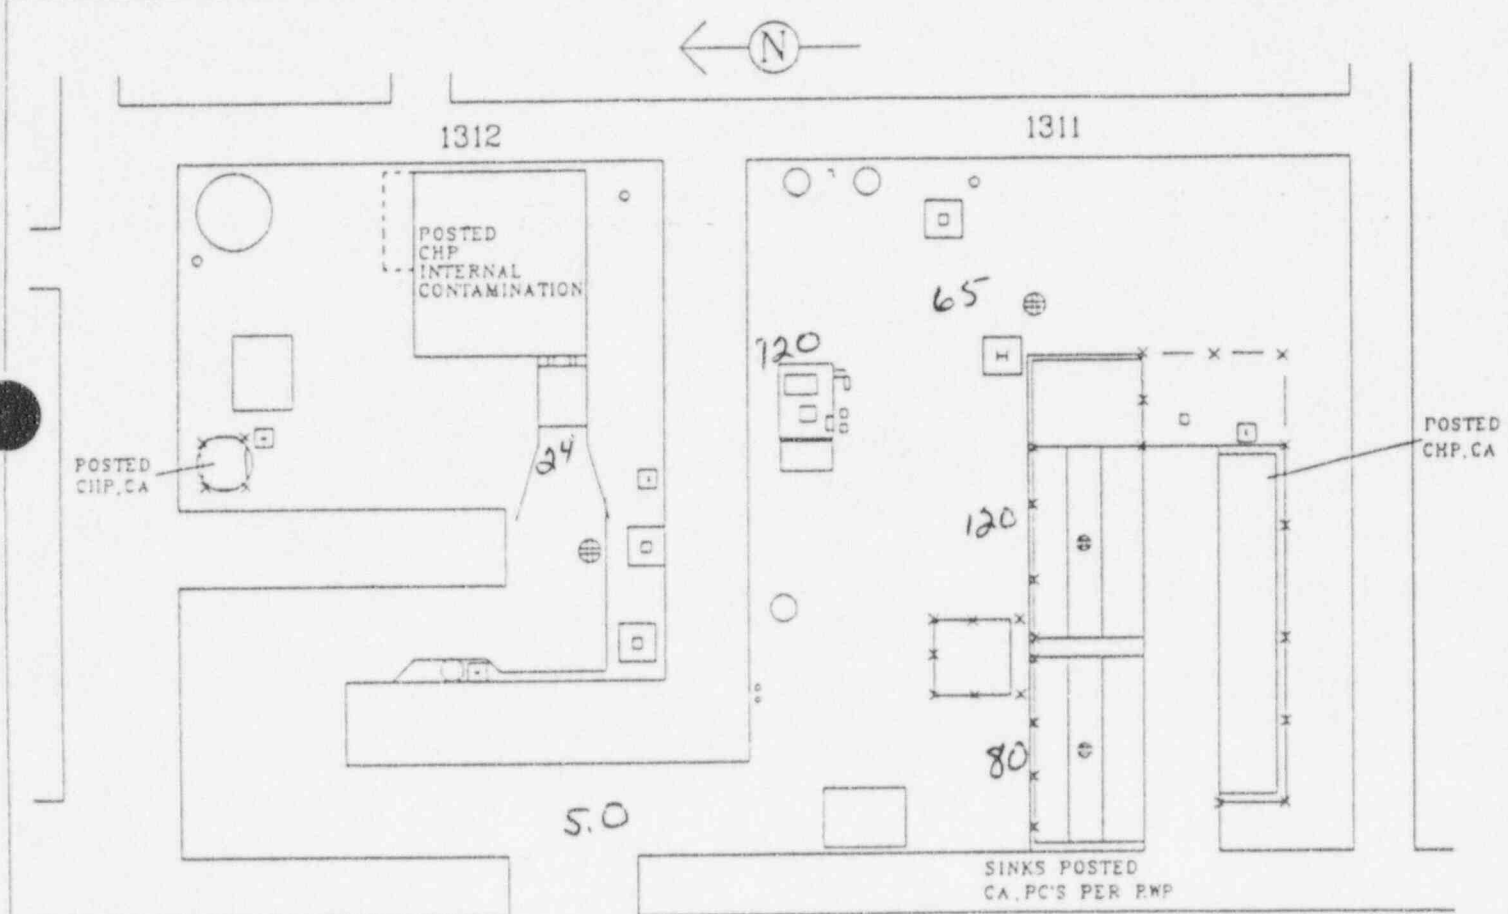 N
1312
1311
POSTED
CHP
INTERNAL
CONTAMINATION
65
120
24
POSTED
CHP,CA
POSTED
CHP,CA
120
80
5.0
SINKS POSTED
CA,PC'S PER RWP